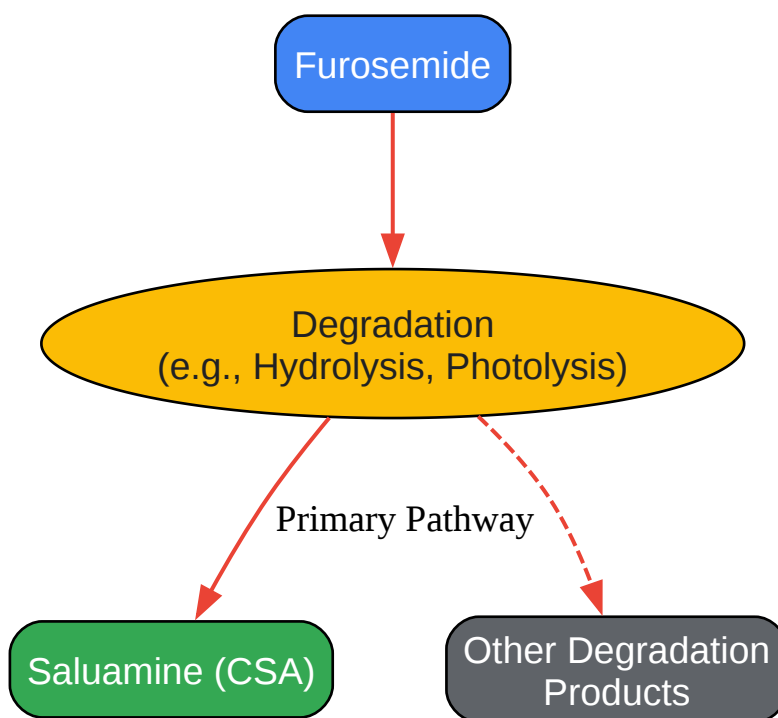 Furosemide
Degradation
(e.g., Hydrolysis, Photolysis)
Primary Pathway
Saluamine (CSA)
Other Degradation
Products